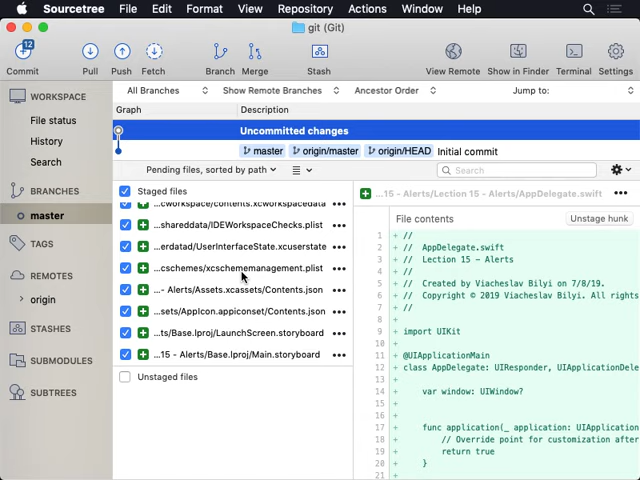 Sourcetree File Edit Format View Repository Actions Window Help
git (Git)
12
Commit Pull Push Fetch Branch Merge Stash View Remote Show in Finder Terminal Settings
WORKSPACE
File status
History
Search
BRANCHES
master
TAGS
REMOTES
origin
STASHES
SUBMODULES
SUBTREES
All Branches Show Remote Branches Ancestor Order Jump to:
Graph Description
Uncommitted changes
master origin/master origin/HEAD Initial commit
Pending files, sorted by path Search
Staged files
...cworkspace/contents.xcworkspacedata
...shareddata/IDEWorkspaceChecks.plist
...erdatad/UserInterfaceState.xcuserstate
...cschemes/xcschememanagement.plist
...- Alerts/Assets.xcassets/Contents.json
...sets/AppIcon.appiconset/Contents.json
...ts/Base.lproj/LaunchScreen.storyboard
...15 - Alerts/Base.lproj/Main.storyboard
Unstaged files
...15 - Alerts/Lection 15 - Alerts/AppDelegate.swift
File contents Unstage hunk
1 + //
2 + // AppDelegate.swift
3 + // Lection 15 - Alerts
4 + //
5 + // Created by Viacheslav Bilyi on 7/8/19.
6 + // Copyright © 2019 Viacheslav Bilyi. All rights
7 + //
8 +
9 + import UIKit
10 +
11 + @UIApplicationMain
12 + class AppDelegate: UIResponder, UIApplicationDele
13 +
14 + var window: UIWindow?
15 +
16 +
17 + func application(_ application: UIApplication
18 + // Override point for customization after
19 + return true
20 + }
21 +